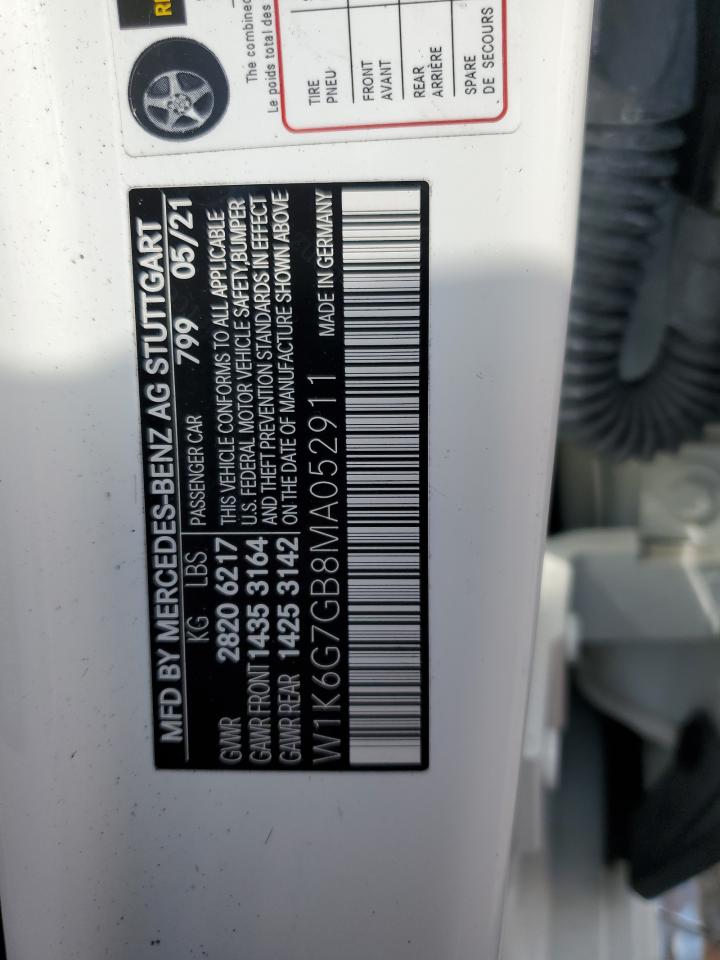 MFD BY MERCEDES-BENZ AG STUTTGART
KG LBS PASSENGER CAR 799 05/21
GVWR 2820 6217 THIS VEHICLE CONFORMS TO ALL APPLICABLE
GAWR FRONT 1435 3164 U.S. FEDERAL MOTOR VEHICLE SAFETY,BUMPER
GAWR REAR 1425 3142 AND THEFT PREVENTION STANDARDS IN EFFECT
ON THE DATE OF MANUFACTURE SHOWN ABOVE
W1K6G7GB8MA052911 MADE IN GERMANY
The combined
Le poids total des
TIRE
PNEU
FRONT
AVANT
REAR
ARRIÈRE
SPARE
DE SECOURS